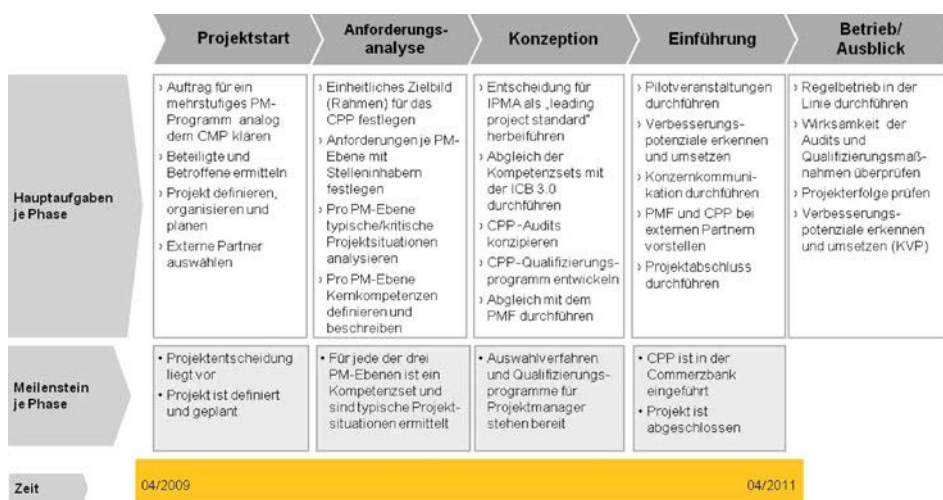 Projektstart
Anforderungs-
analyse
Konzeption
Einführung
Betrieb/
Ausblick
Hauptaufgaben
je Phase
› Auftrag für ein
mehrstufiges PM-
Programm analog
dem CMP klären
› Beteiligte und
Betroffene ermitteln
› Projekt definieren,
organisieren und
planen
› Externe Partner
auswählen
› Einheitliches Zielbild
(Rahmen) für das
CPP festlegen
› Anforderungen je PM-
Ebene mit
Stelleninhabern
festlegen
› Pro PM-Ebene
typische/kritische
Projektsituationen
analysieren
› Pro PM-Ebene
Kernkompetenzen
definieren und
beschreiben
› Entscheidung für
IPMA als „leading
project standard“
herbeiführen
› Abgleich der
Kompetenzsets mit
der ICB 3.0
durchführen
› CPP-Audits
konzipieren
› CPP-Qualifizierungs-
programm entwickeln
› Abgleich mit dem
PMF durchführen
› Pilotveranstaltungen
durchführen
› Verbesserungs-
potenziale erkennen
und umsetzen
› Konzernkommuni-
kation durchführen
› PMF und CPP bei
externen Partnern
vorstellen
› Projektabschluss
durchführen
› Regelbetrieb in der
Linie durchführen
› Wirksamkeit der
Audits und
Qualifizierungsmaß-
nahmen überprüfen
› Projekterfolge prüfen
› Verbesserungs-
potenziale erkennen
und umsetzen (KVP)
Meilenstein
je Phase
• Projektentscheidung
liegt vor
• Projekt ist definiert
und geplant
• Für jede der drei
PM-Ebenen ist ein
Kompetenzset und
sind typische Projekt-
situationen ermittelt
• Auswahlverfahren
und Qualifizierungs-
programme für
Projektmanager
stehen bereit
• CPP ist in der
Commerzbank
eingeführt
• Projekt ist
abgeschlossen
Zeit
04/2009
04/2011